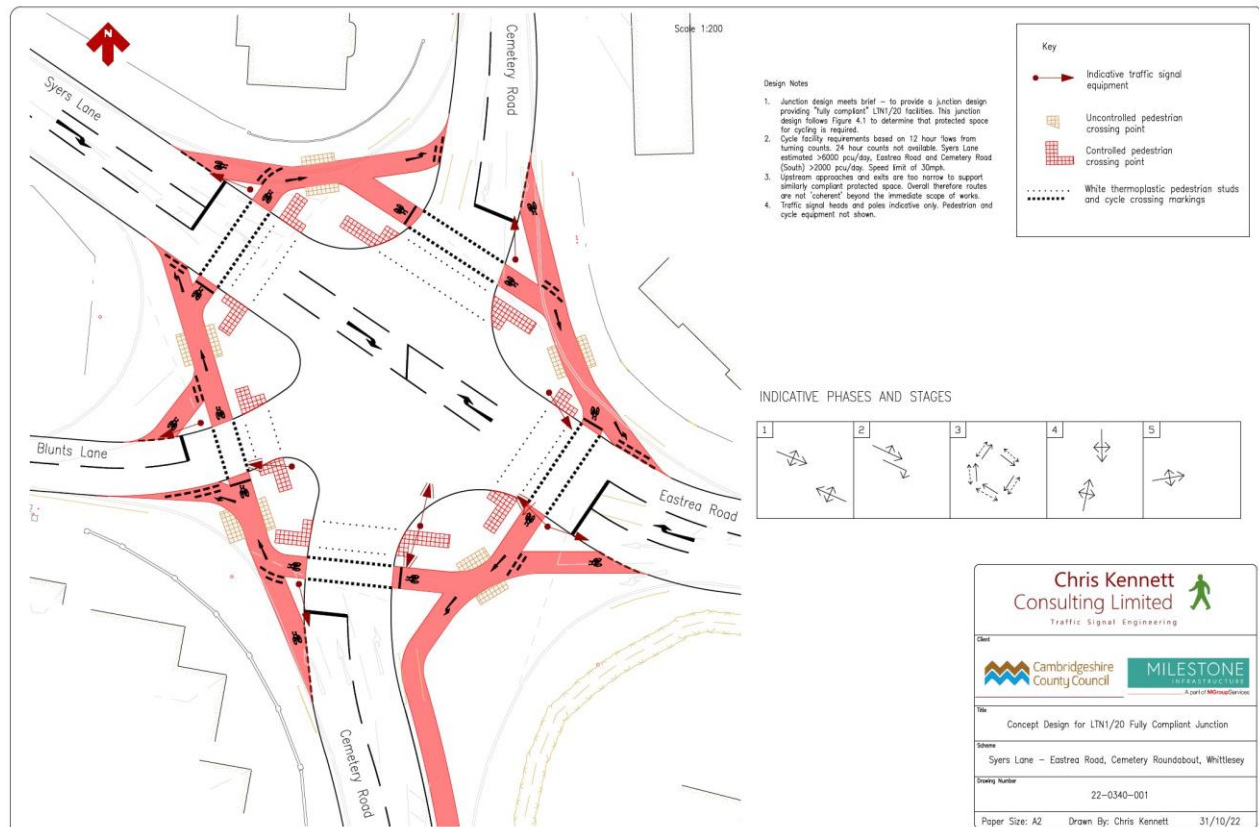 N
Scale 1:200
Syers Lane
Cemetery Road
Blunts Lane
Eastrea Road
Cemetery Road
Design Notes
1. Junction design meets brief – to provide a junction design
providing "fully compliant" LTN1/20 facilities. This junction
design follows Figure 4.1 to determine that protected space
for cycling is required.
2. Cycle facility requirements based on 12 hour flows from
turning counts. 24 hour counts not available. Syers Lane
estimated >6000 pcu/day, Eastrea Road and Cemetery Road
(South) >2000 pcu/day. Speed limit of 30mph.
3. Upstream approaches and exits are too narrow to support
similarly compliant protected space. Overall therefore routes
are not 'coherent' beyond the immediate scope of works.
4. Traffic signal heads and poles indicative only. Pedestrian and
cycle equipment not shown.
Key
Indicative traffic signal
equipment
Uncontrolled pedestrian
crossing point
Controlled pedestrian
crossing point
White thermoplastic pedestrian studs
and cycle crossing markings
INDICATIVE PHASES AND STAGES
1 2 3 4 5
Chris Kennett
Consulting Limited
Traffic Signal Engineering
Client
Cambridgeshire
County Council
MILESTONE
INFRASTRUCTURE
A part of MGroupServices
Title
Concept Design for LTN1/20 Fully Compliant Junction
Scheme
Syers Lane – Eastrea Road, Cemetery Roundabout, Whittlesey
Drawing Number
22-0340-001
Paper Size: A2 Drawn By: Chris Kennett 31/10/22